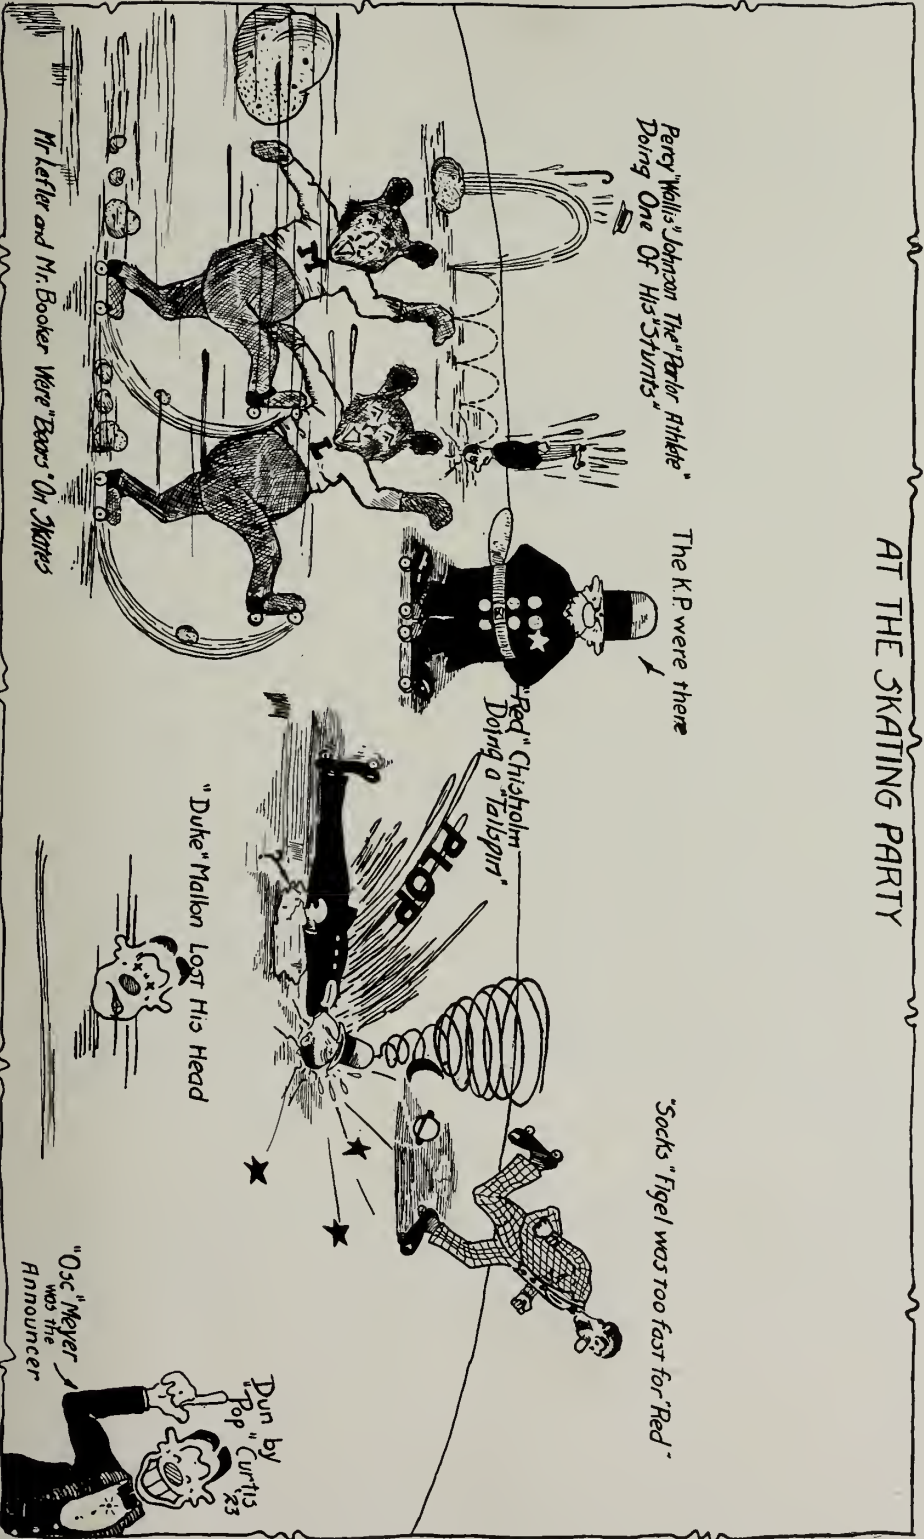 AT THE SKATING PARTY
Percy "Wallis" Johnson The "Parlor Athlete"
Doing One Of His "Stunts"
The K.P. were there
"Socks" Figel was too fast for "Red"
"Red" Chisholm
Doing a "Tailspin"
PLOP
Mr Lefler and Mr. Booker Were "Bears" On Skates
"Duke" Mallon Lost His Head
"Osc" Meyer
was the
Announcer
Dun by
"Pop" Curtis
'23